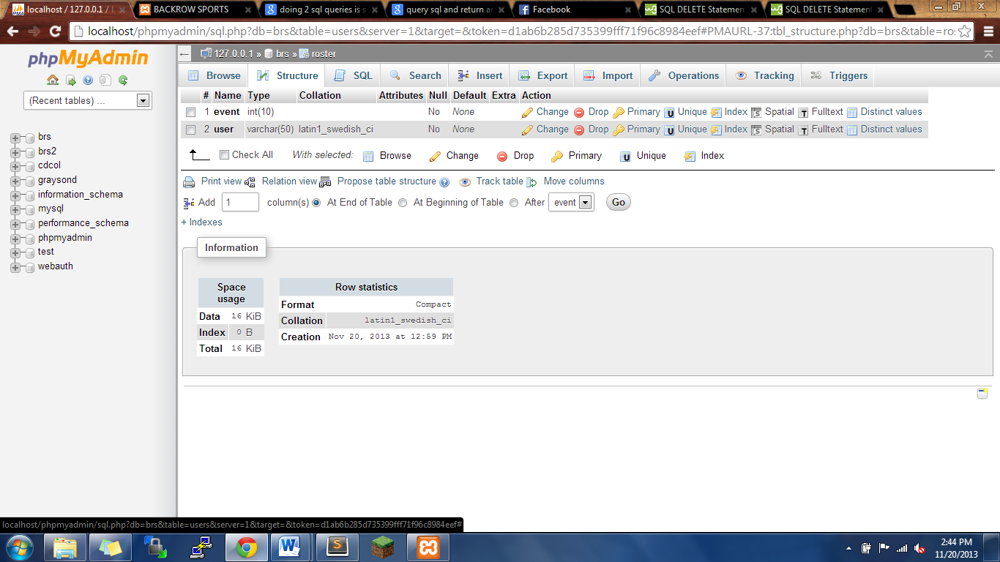 localhost / 127.0.0.1 / b
BACKROW SPORTS
doing 2 sql queries is s
query sql and return ar
Facebook
SQL DELETE Statemen
SQL DELETE Statement
localhost/phpmyadmin/sql.php?db=brs&table=users&server=1&target=&token=d1ab6b285d735399fff71f96c8984eef#PMAURL-37:tbl_structure.php?db=brs&table=ros
phpMyAdmin
(Recent tables) ...
brs
brs2
cdcol
graysond
information_schema
mysql
performance_schema
phpmyadmin
test
webauth
127.0.0.1 » brs » roster
Browse Structure SQL Search Insert Export Import Operations Tracking Triggers
# Name Type Collation Attributes Null Default Extra Action
1 event int(10) No None Change Drop Primary Unique Index Spatial Fulltext Distinct values
2 user varchar(50) latin1_swedish_ci No None Change Drop Primary Unique Index Spatial Fulltext Distinct values
Check All With selected: Browse Change Drop Primary Unique Index
Print view Relation view Propose table structure Track table Move columns
Add 1 column(s) At End of Table At Beginning of Table After event Go
+ Indexes
Information
Space usage
Data 16 KiB
Index 0 B
Total 16 KiB
Row statistics
Format Compact
Collation latin1_swedish_ci
Creation Nov 20, 2013 at 12:59 PM
localhost/phpmyadmin/sql.php?db=brs&table=users&server=1&target=&token=d1ab6b285d735399fff71f96c8984eef#
2:44 PM
11/20/2013